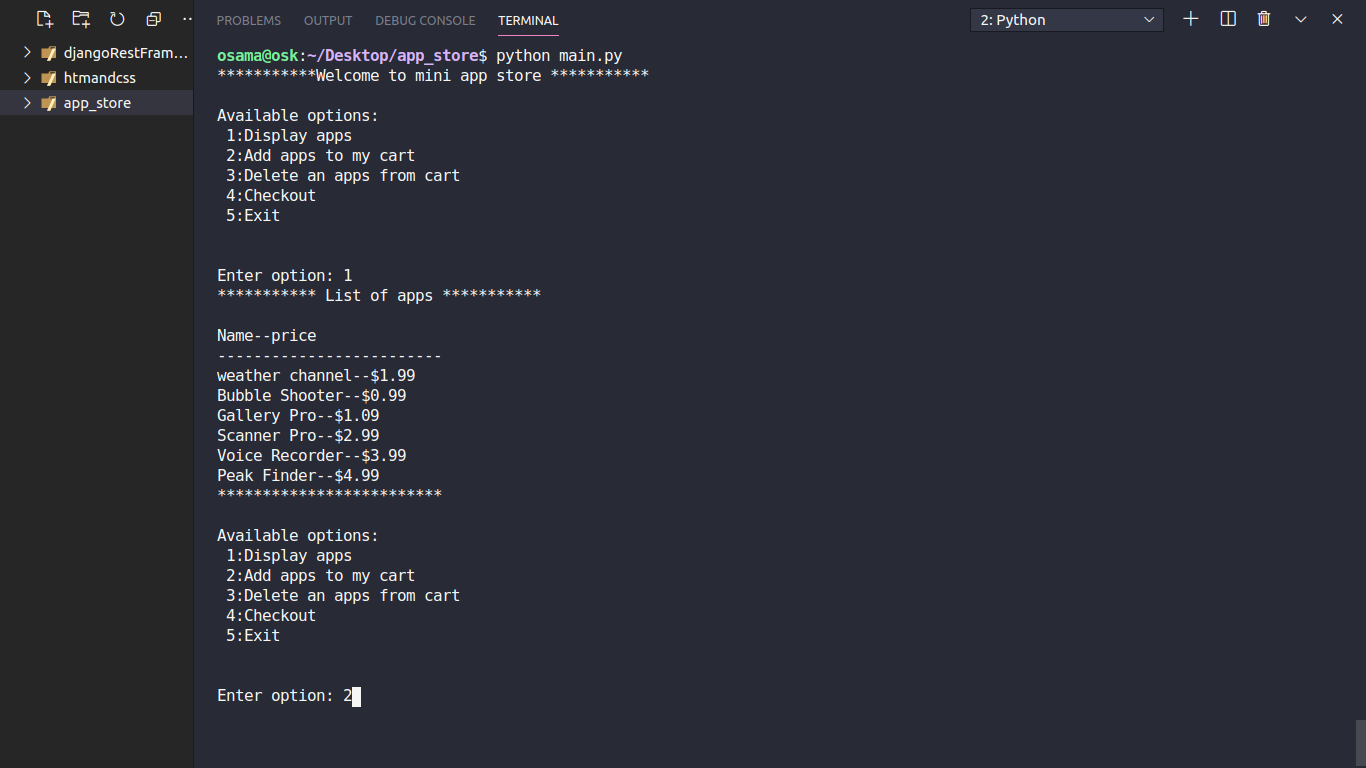 PROBLEMS OUTPUT DEBUG CONSOLE TERMINAL 2: Python
djangoRestFram...
htmandcss
app_store
osama@osk:~/Desktop/app_store$ python main.py
***********Welcome to mini app store ***********
Available options:
1:Display apps
2:Add apps to my cart
3:Delete an apps from cart
4:Checkout
5:Exit
Enter option: 1
*********** List of apps ***********
Name--price
-------------------------
weather channel--$1.99
Bubble Shooter--$0.99
Gallery Pro--$1.09
Scanner Pro--$2.99
Voice Recorder--$3.99
Peak Finder--$4.99
*************************
Available options:
1:Display apps
2:Add apps to my cart
3:Delete an apps from cart
4:Checkout
5:Exit
Enter option: 2